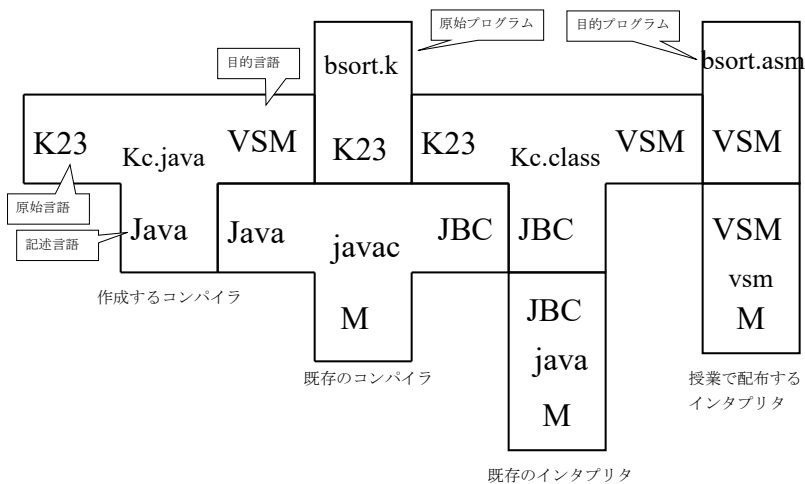 原始プログラム
目的プログラム
目的言語
bsort.k
bsort.asm
K23
Kc.java
VSM
K23
K23
Kc.class
VSM
VSM
原始言語
記述言語
Java
Java
javac
JBC
JBC
VSM
vsm
M
作成するコンパイラ
M
JBC
java
M
既存のコンパイラ
授業で配布する
インタプリタ
既存のインタプリタ